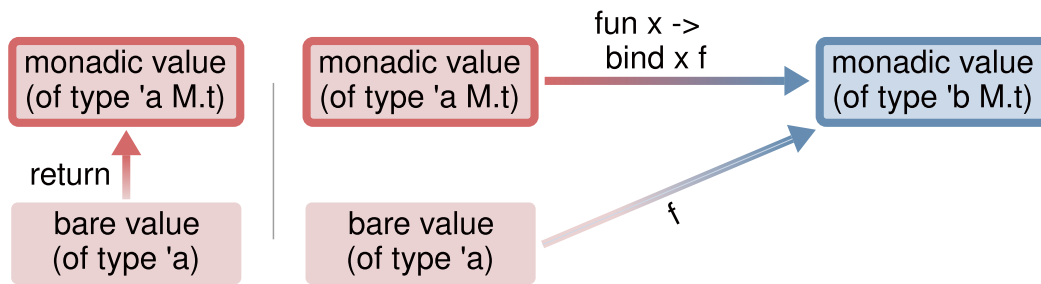 monadic value
(of type 'a M.t)
return
bare value
(of type 'a)
monadic value
(of type 'a M.t)
fun x ->
bind x f
monadic value
(of type 'b M.t)
bare value
(of type 'a)
f